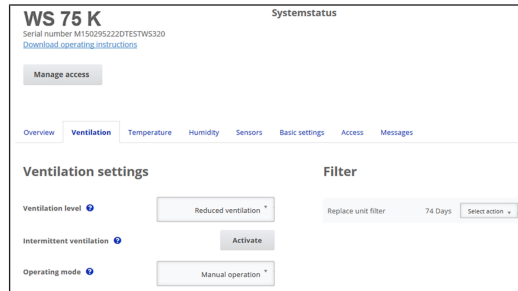 WS 75 K
Systemstatus
Serial number M150295222DTESTWS320
Download operating instructions
Manage access
Overview Ventilation Temperature Humidity Sensors Basic settings Access Messages
Ventilation settings
Filter
Ventilation level ? Reduced ventilation
Replace unit filter 74 Days Select action
Intermittent ventilation ? Activate
Operating mode ? Manual operation